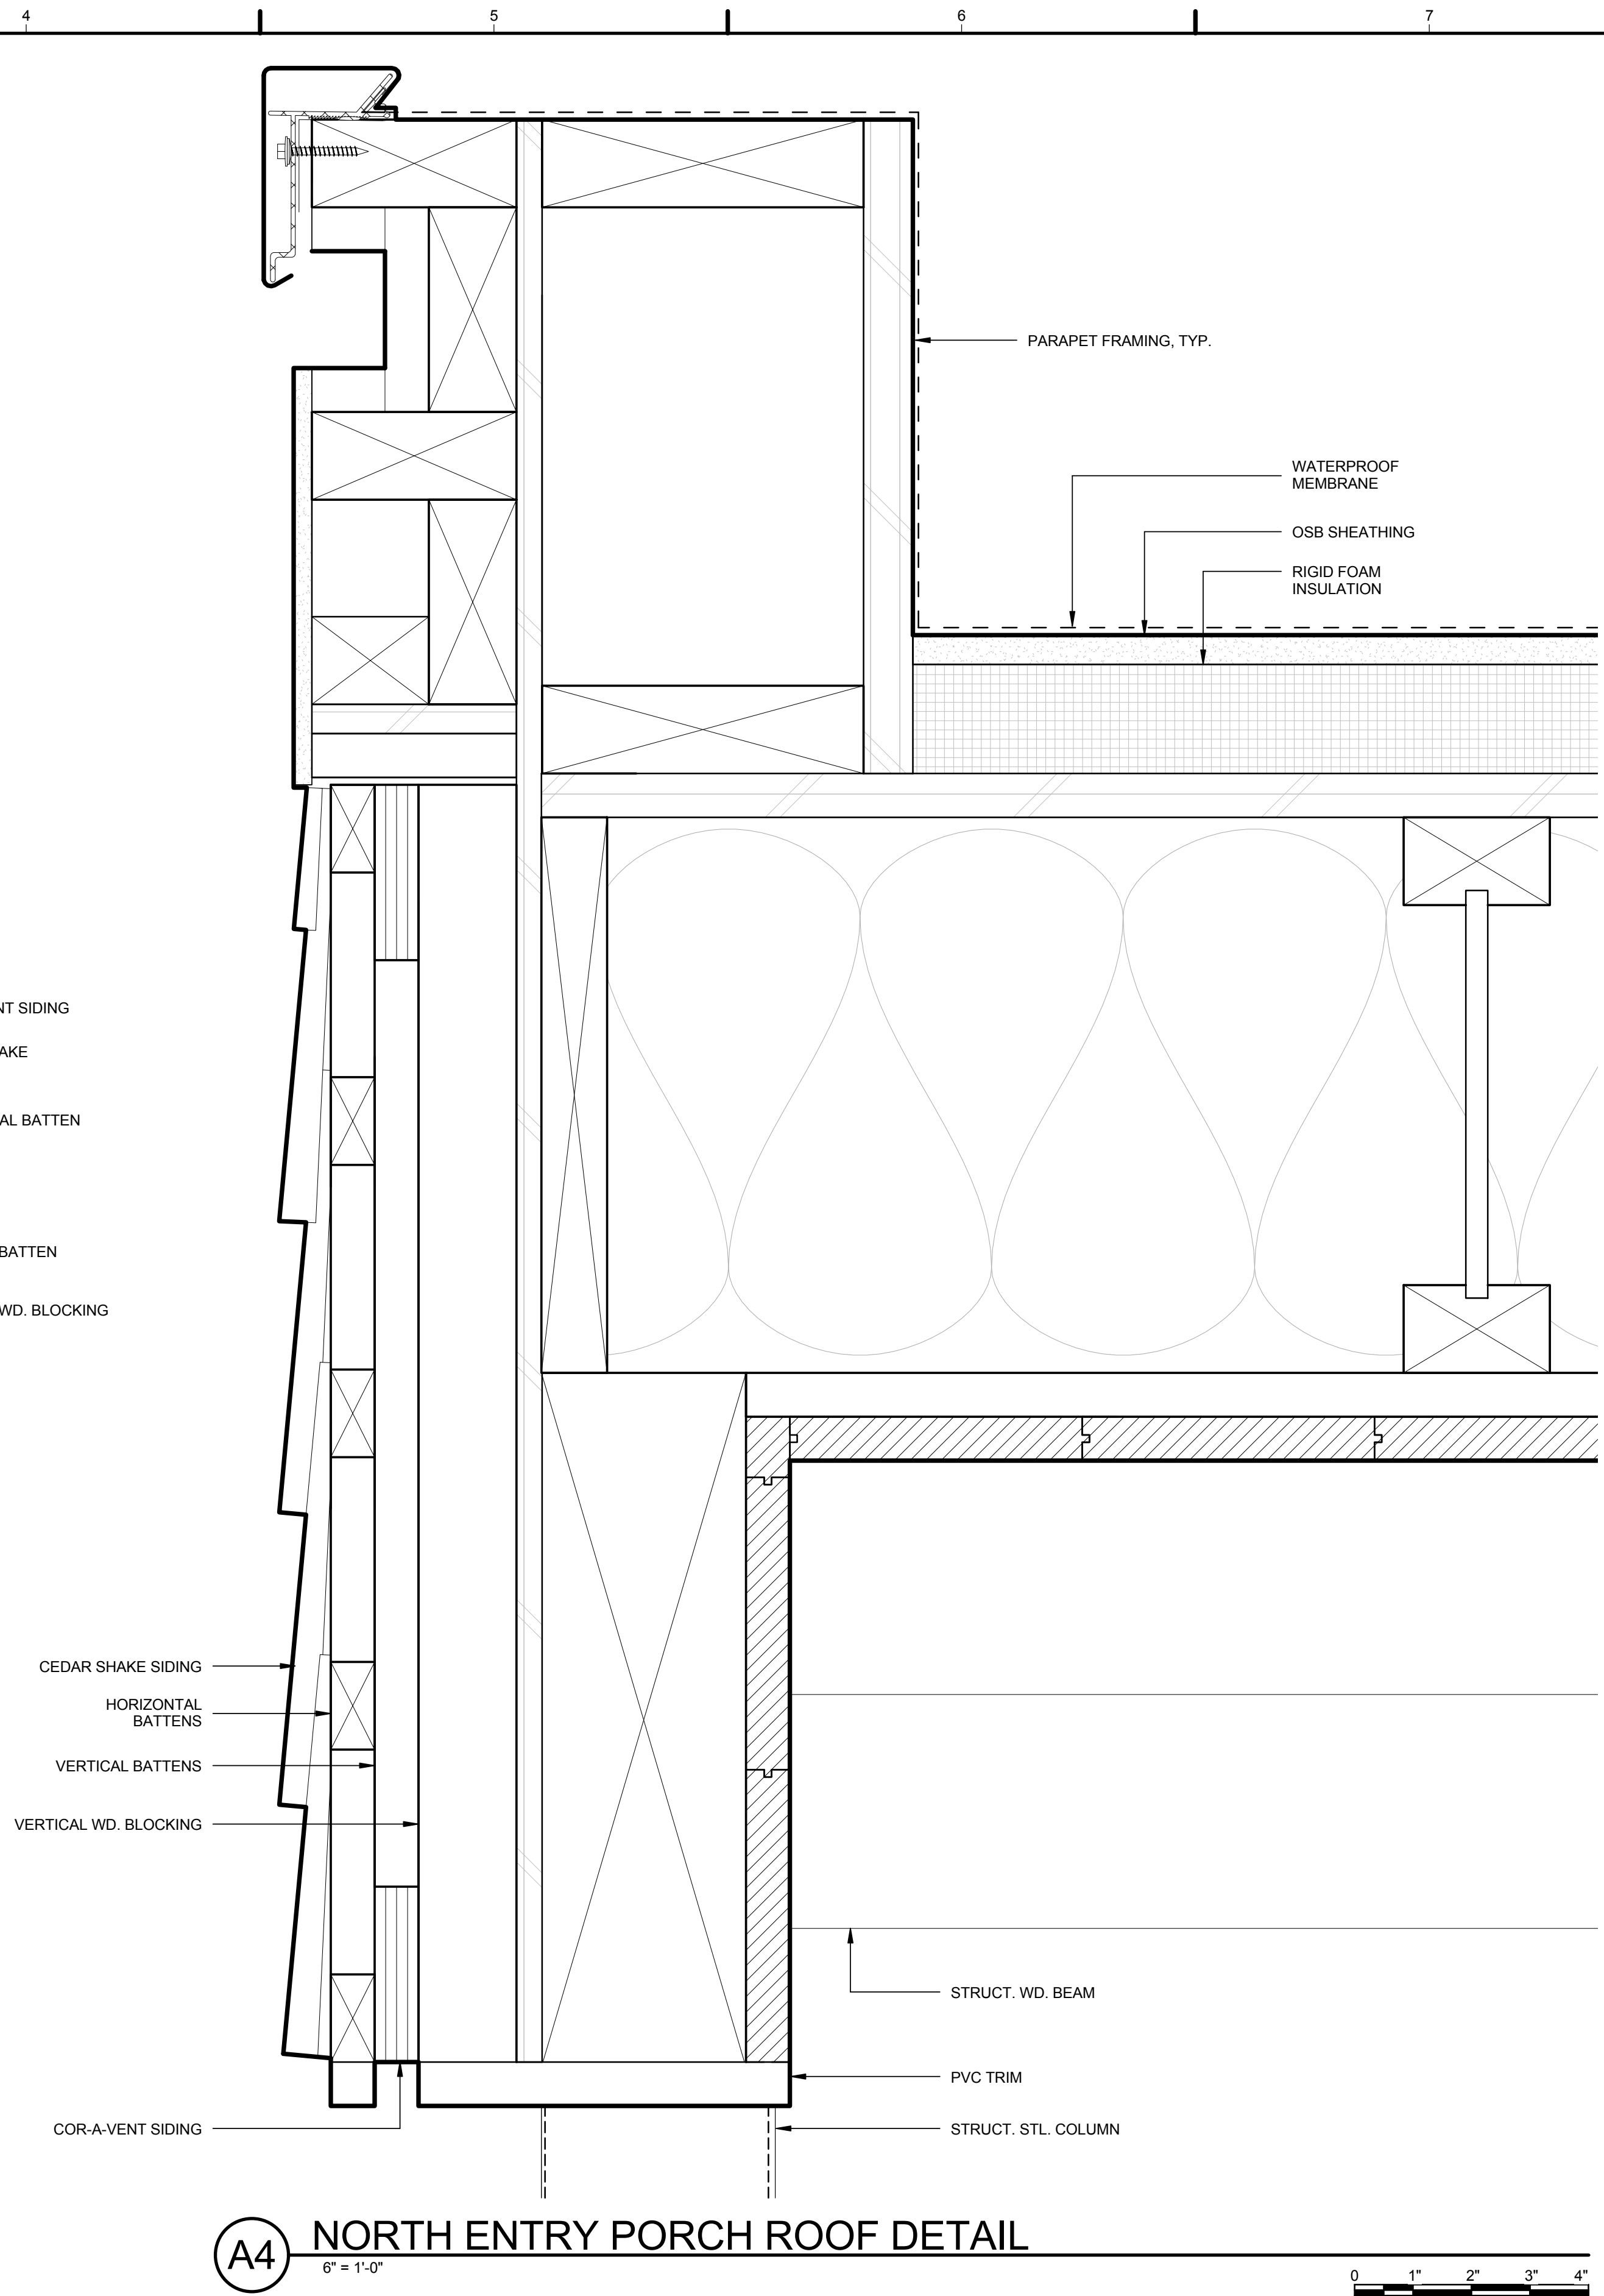 4
5
6
7
PARAPET FRAMING, TYP.
WATERPROOF
MEMBRANE
OSB SHEATHING
RIGID FOAM
INSULATION
NT SIDING
AKE
AL BATTEN
BATTEN
WD. BLOCKING
CEDAR SHAKE SIDING
HORIZONTAL
BATTENS
VERTICAL BATTENS
VERTICAL WD. BLOCKING
COR-A-VENT SIDING
STRUCT. WD. BEAM
PVC TRIM
STRUCT. STL. COLUMN
A4
NORTH ENTRY PORCH ROOF DETAIL
6" = 1'-0"
0 1" 2" 3" 4"